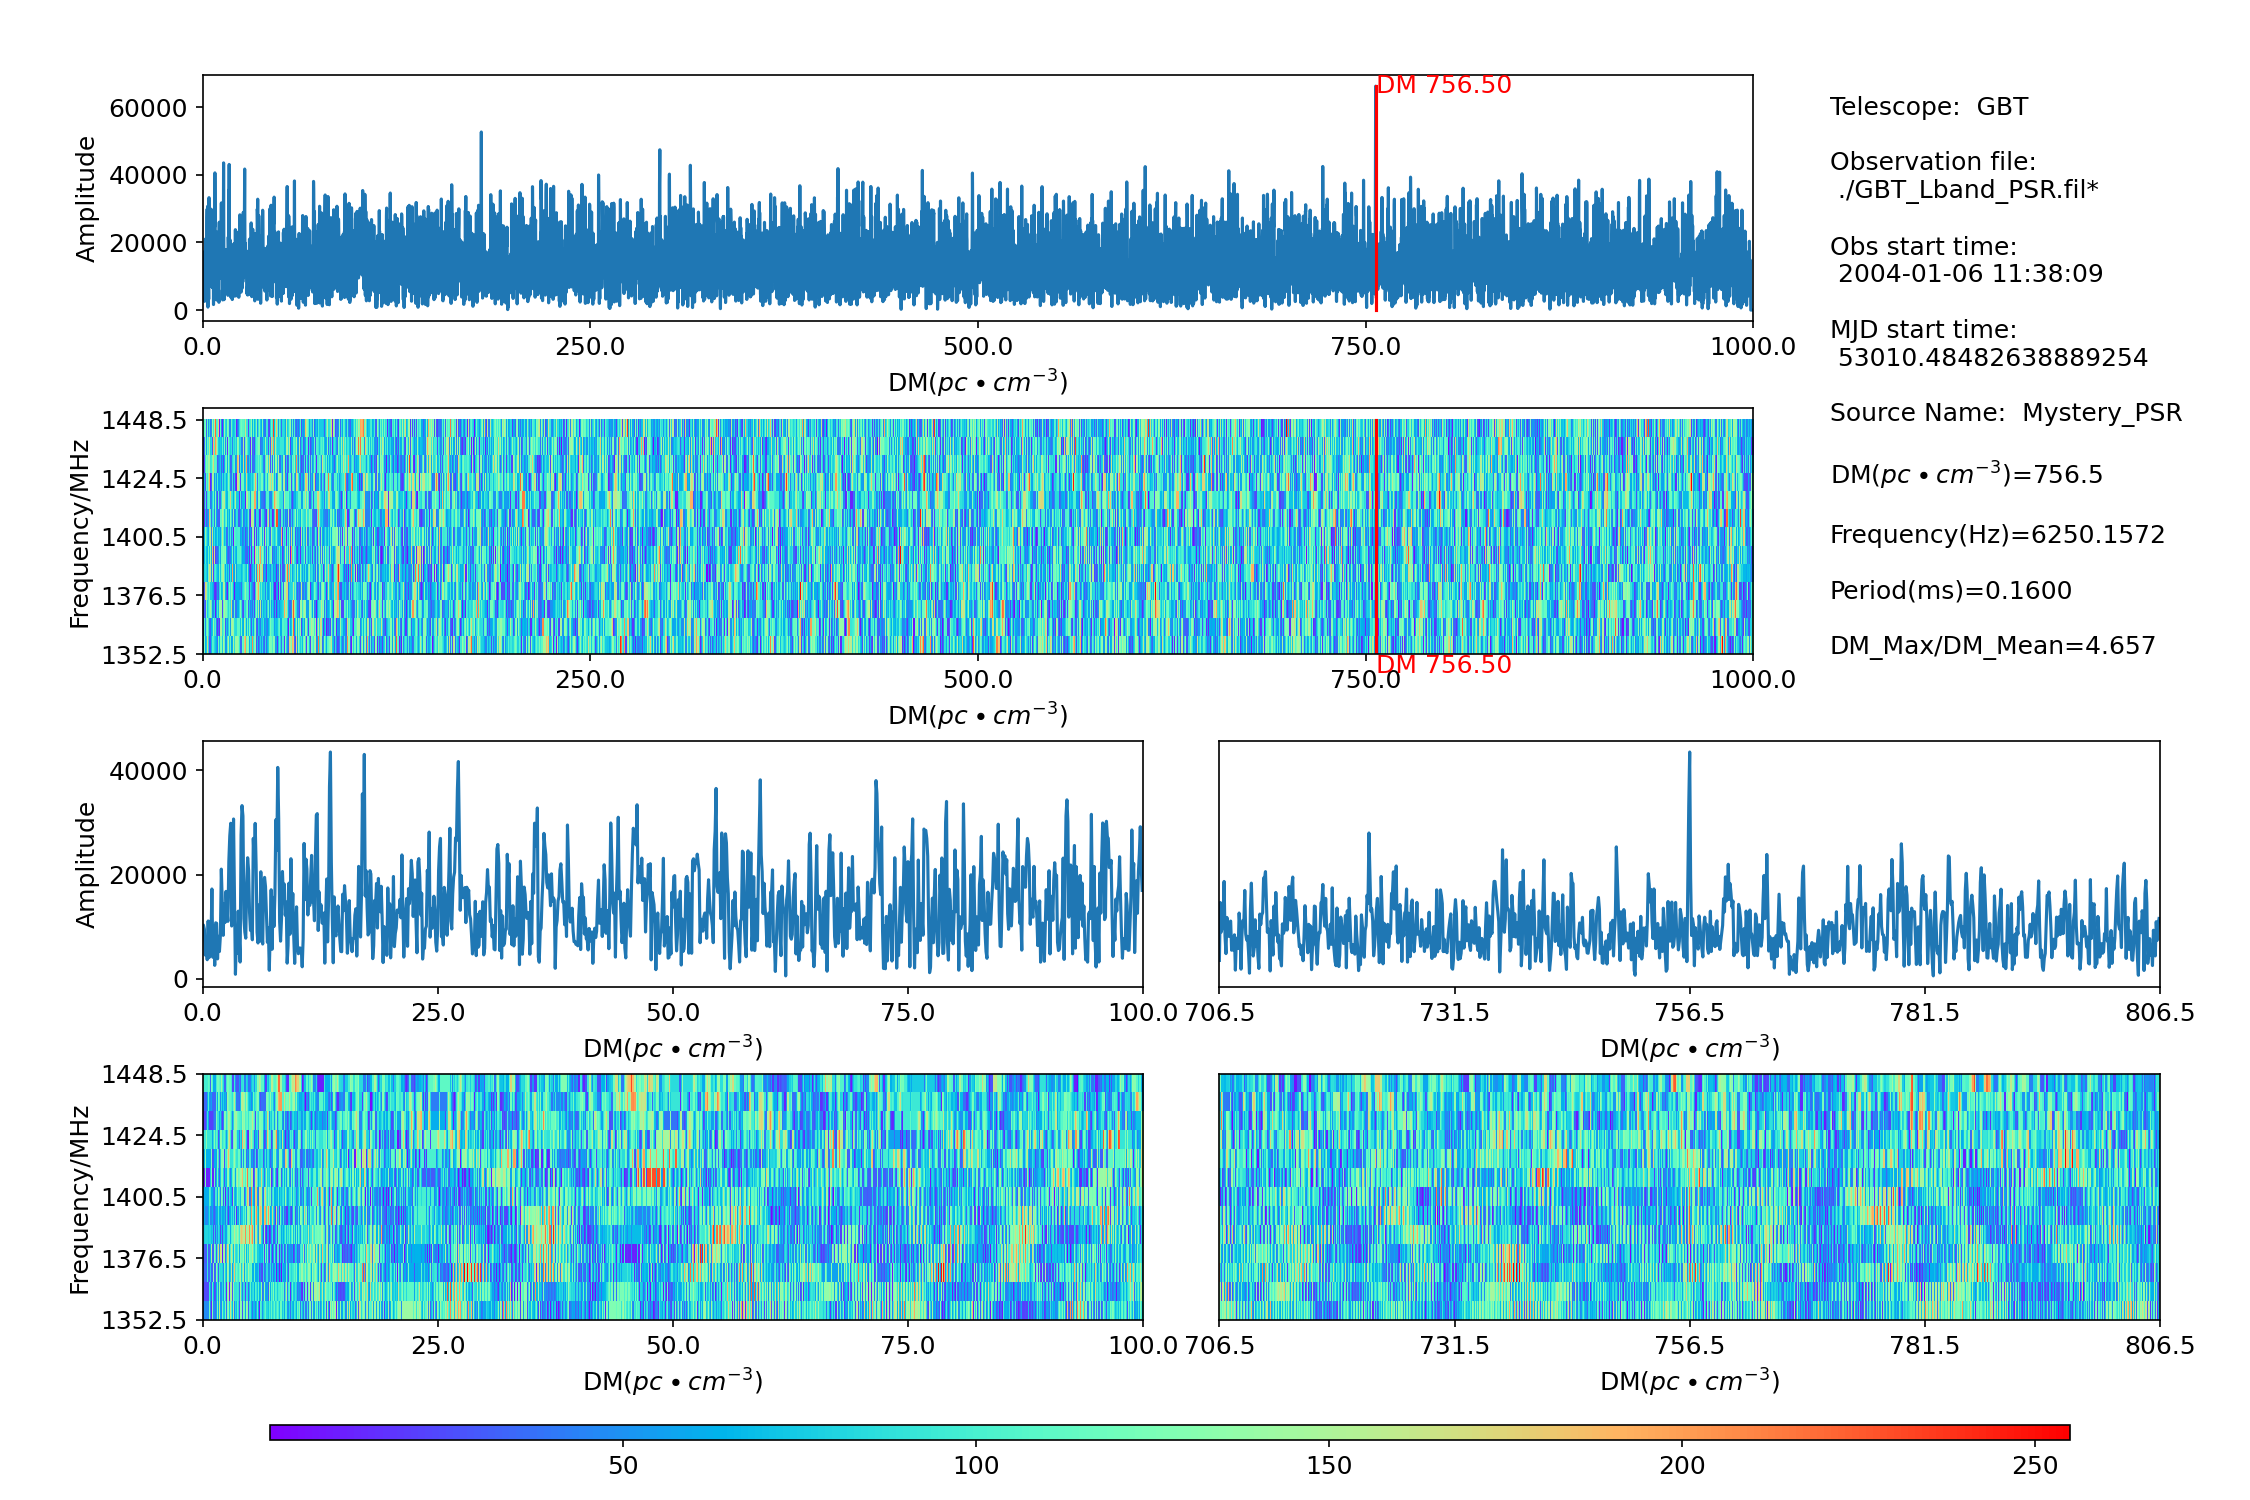 DM 756.50
60000
40000
20000
0
Amplitude
0.0 250.0 500.0 750.0 1000.0
DM(pc • cm⁻³)
Telescope:  GBT
Observation file:
./GBT_Lband_PSR.fil*
Obs start time:
2004-01-06 11:38:09
MJD start time:
53010.48482638889254
Source Name:  Mystery_PSR
DM(pc • cm⁻³)=756.5
Frequency(Hz)=6250.1572
Period(ms)=0.1600
DM_Max/DM_Mean=4.657
1448.5
1424.5
1400.5
1376.5
1352.5
Frequency/MHz
DM 756.50
0.0 250.0 500.0 750.0 1000.0
DM(pc • cm⁻³)
40000
20000
0
Amplitude
0.0 25.0 50.0 75.0 100.0
DM(pc • cm⁻³)
706.5 731.5 756.5 781.5 806.5
DM(pc • cm⁻³)
1448.5
1424.5
1400.5
1376.5
1352.5
Frequency/MHz
0.0 25.0 50.0 75.0 100.0
DM(pc • cm⁻³)
706.5 731.5 756.5 781.5 806.5
DM(pc • cm⁻³)
50 100 150 200 250